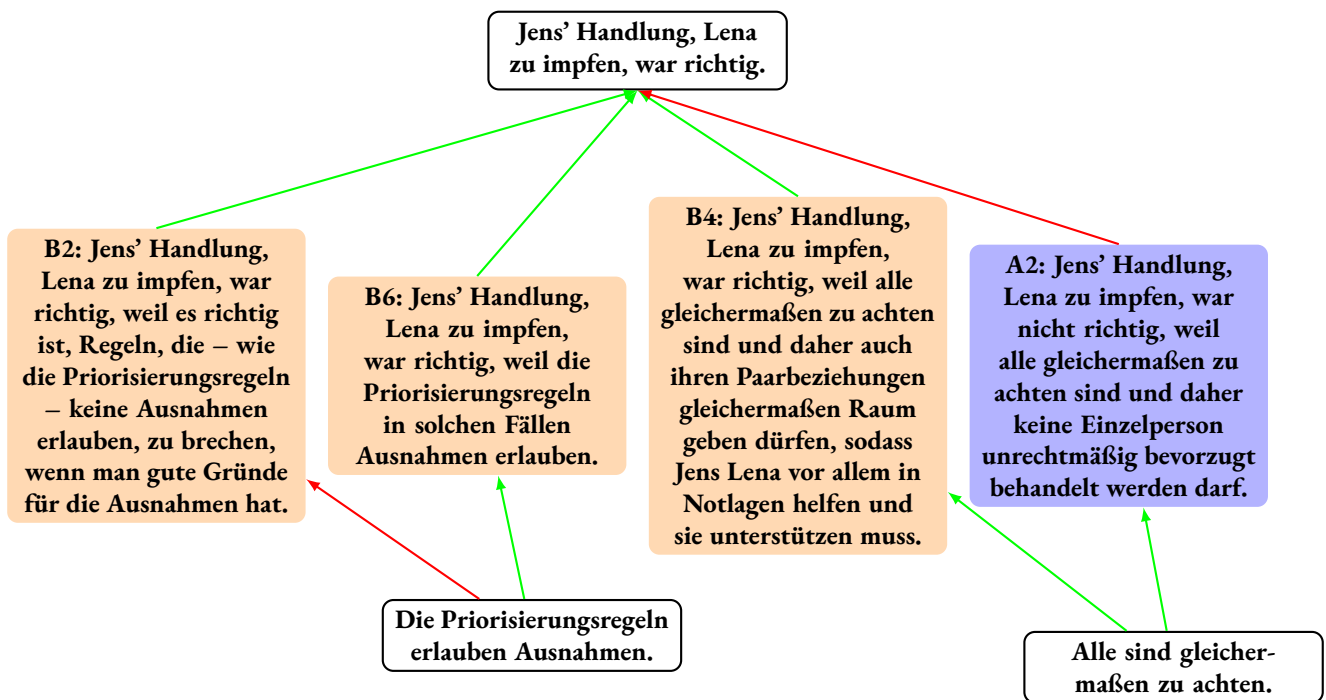 Jens’ Handlung, Lena
zu impfen, war richtig.
B2: Jens’ Handlung,
Lena zu impfen, war
richtig, weil es richtig
ist, Regeln, die – wie
die Priorisierungsregeln
– keine Ausnahmen
erlauben, zu brechen,
wenn man gute Gründe
für die Ausnahmen hat.
B6: Jens’ Handlung,
Lena zu impfen,
war richtig, weil die
Priorisierungsregeln
in solchen Fällen
Ausnahmen erlauben.
B4: Jens’ Handlung,
Lena zu impfen,
war richtig, weil alle
gleichermaßen zu achten
sind und daher auch
ihren Paarbeziehungen
gleichermaßen Raum
geben dürfen, sodass
Jens Lena vor allem in
Notlagen helfen und
sie unterstützen muss.
A2: Jens’ Handlung,
Lena zu impfen, war
nicht richtig, weil
alle gleichermaßen zu
achten sind und daher
keine Einzelperson
unrechtmäßig bevorzugt
behandelt werden darf.
Die Priorisierungsregeln
erlauben Ausnahmen.
Alle sind gleicher-
maßen zu achten.